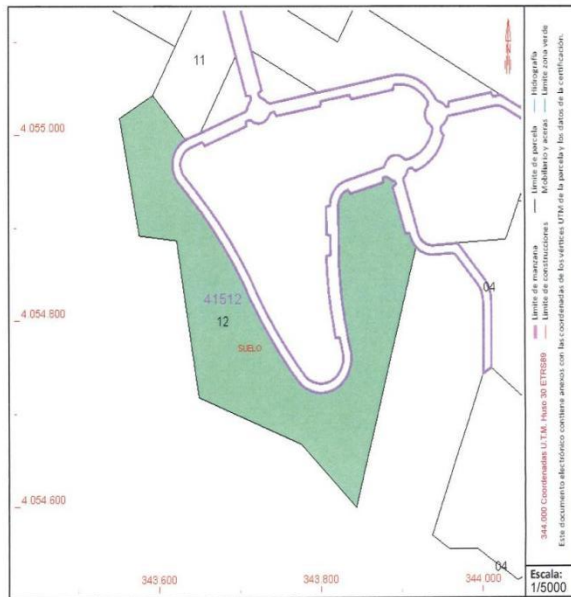 11
4 055 000
04
41512
4 054.800
12
SUELO
4 054.600
04
343 600
343 800
344 000
Escala:
1/5000
344.000 Coordenadas U.T.M. Huso 30 ETRS89
Límite de manzana
Límite de construcciones
Límite de parcela
Mobiliario y aceras
Hidrografía
Límite zona verde
Este documento electrónico contiene anexos con las coordenadas de los vértices UTM de la parcela y los datos de la certificación.